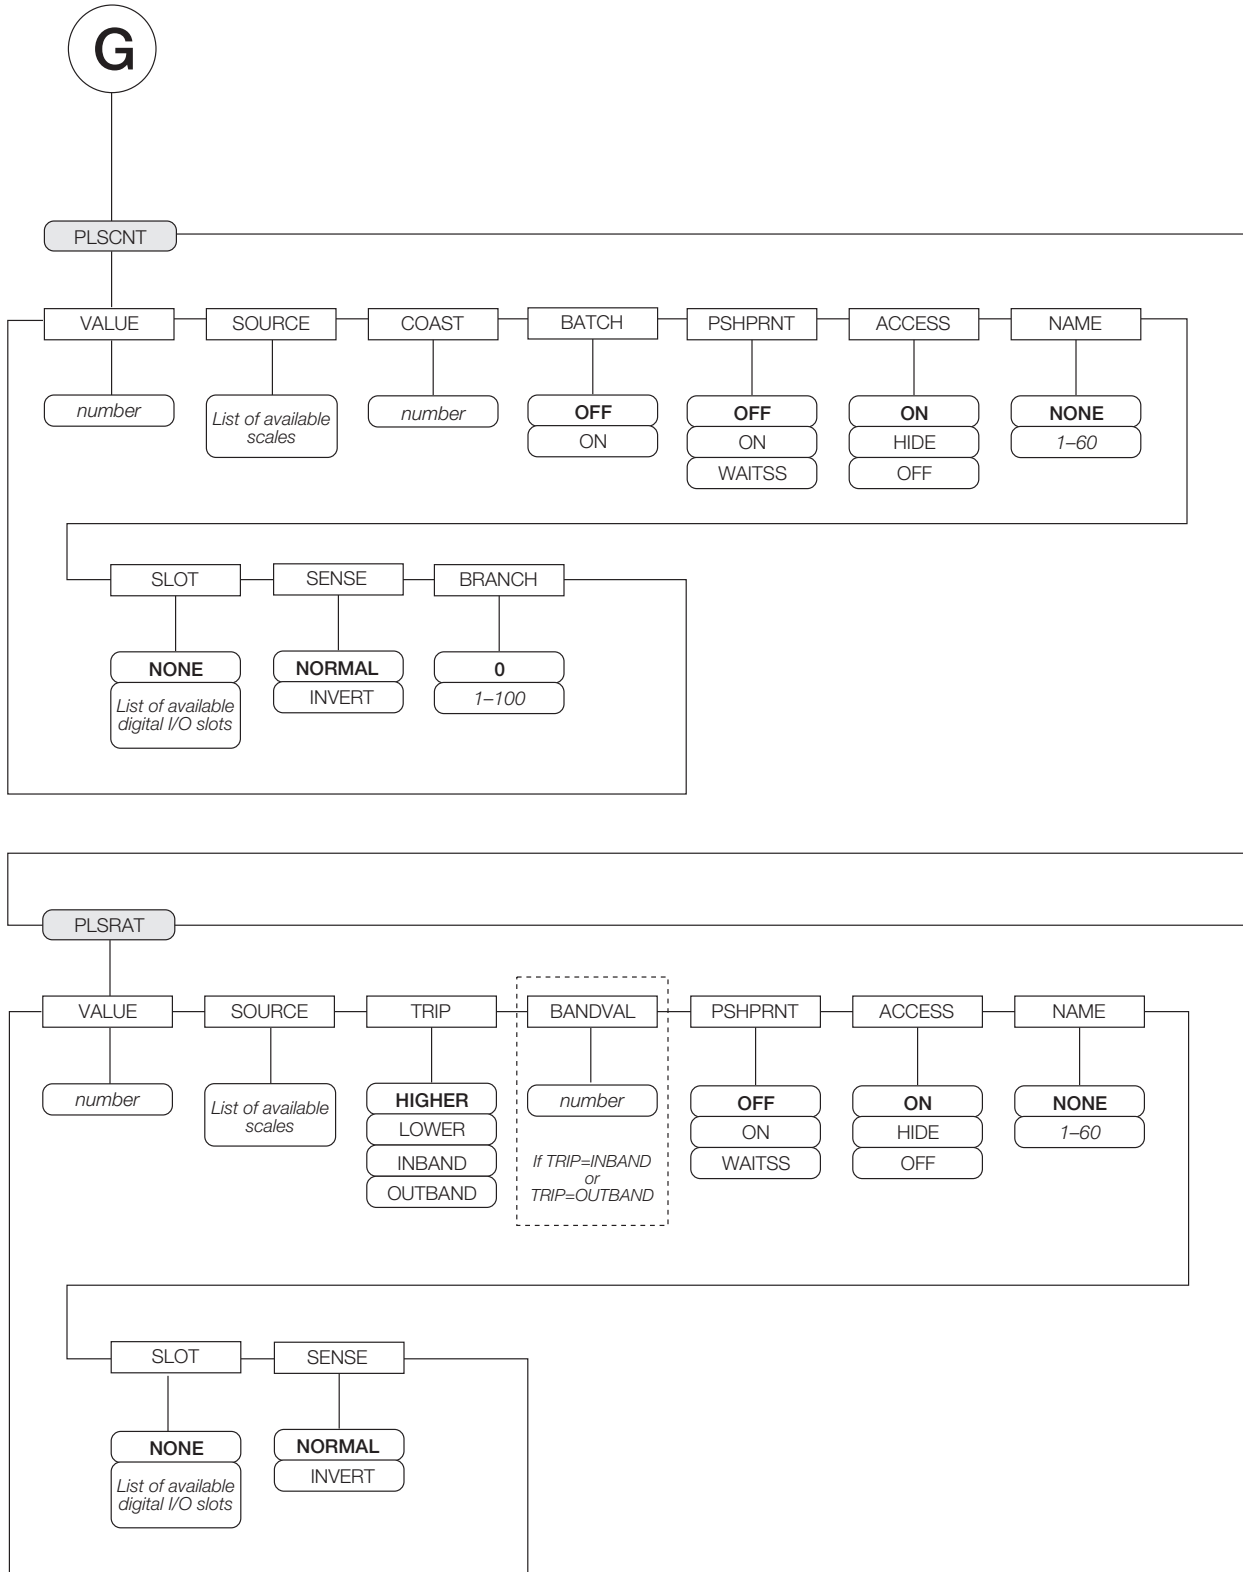 G
PLSCNT
VALUE SOURCE COAST BATCH PSHPRNT ACCESS NAME
number
List of available
scales
number
OFF
ON
OFF
ON
WAITSS
ON
HIDE
OFF
NONE
1–60
SLOT SENSE BRANCH
NONE
List of available
digital I/O slots
NORMAL
INVERT
0
1–100
PLSRAT
VALUE SOURCE TRIP BANDVAL PSHPRNT ACCESS NAME
number
List of available
scales
HIGHER
LOWER
INBAND
OUTBAND
number
If TRIP=INBAND
or
TRIP=OUTBAND
OFF
ON
WAITSS
ON
HIDE
OFF
NONE
1–60
SLOT SENSE
NONE
List of available
digital I/O slots
NORMAL
INVERT